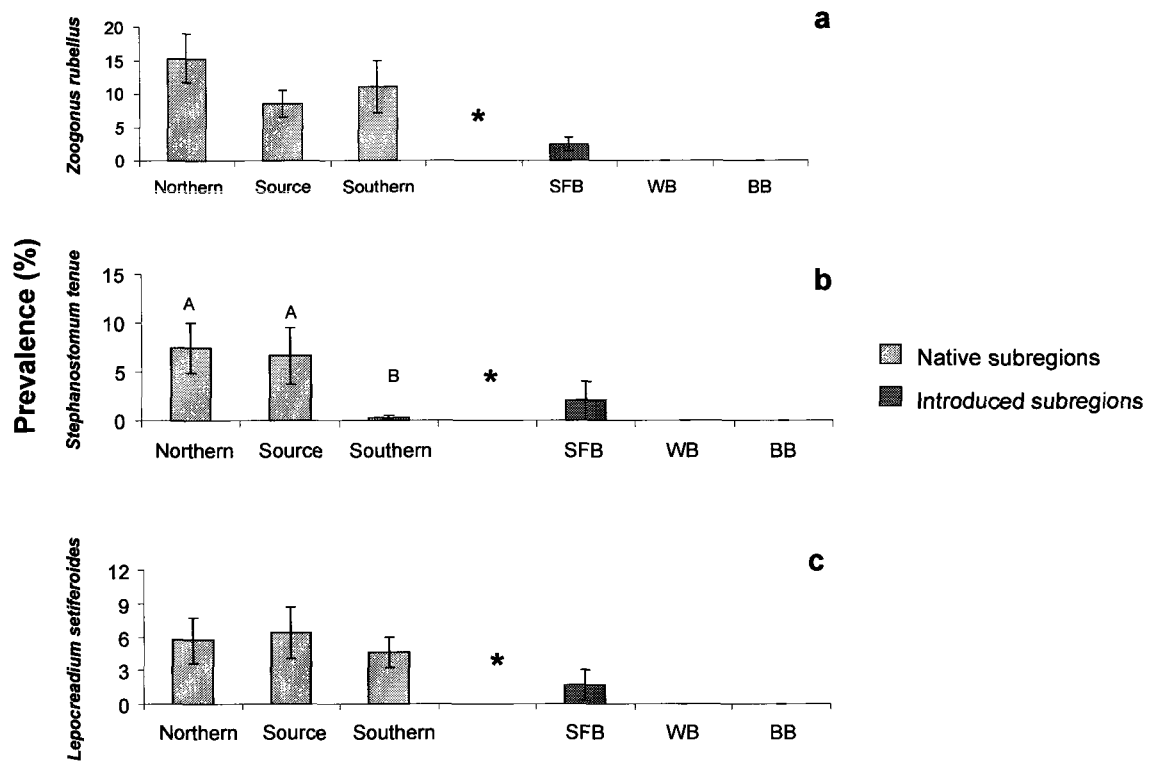 a
Zoogonus rubellus
20
15
10
5
0
*
Northern Source Southern SFB WB BB
Prevalence (%)
b
Stephanostomum tenue
15
10
5
0
A A B *
Northern Source Southern SFB WB BB
Native subregions
Introduced subregions
c
Lepocreadium setiferoides
12
9
6
3
0
*
Northern Source Southern SFB WB BB